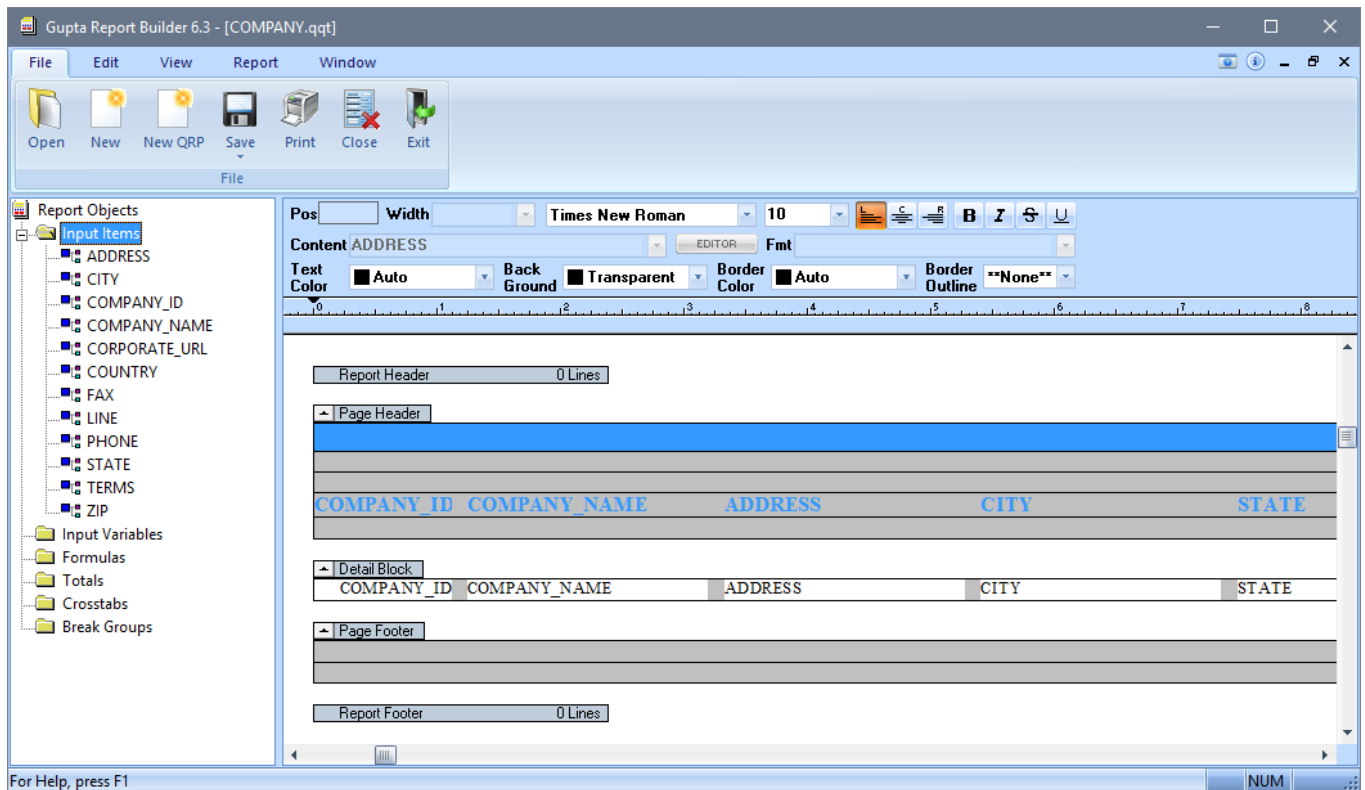 Gupta Report Builder 6.3 - [COMPANY.qqt]
File Edit View Report Window
Open New New QRP Save Print Close Exit
File
Report Objects
Input Items
ADDRESS
CITY
COMPANY_ID
COMPANY_NAME
CORPORATE_URL
COUNTRY
FAX
LINE
PHONE
STATE
TERMS
ZIP
Input Variables
Formulas
Totals
Crosstabs
Break Groups
Pos Width Times New Roman 10 L C R B I S U
Content ADDRESS EDITOR Fmt
Text Color Auto Back Ground Transparent Border Color Auto Border Outline **None**
0 1 2 3 4 5 6 7 8
Report Header 0 Lines
Page Header
COMPANY_ID COMPANY_NAME ADDRESS CITY STATE
Detail Block
COMPANY_ID COMPANY_NAME ADDRESS CITY STATE
Page Footer
Report Footer 0 Lines
For Help, press F1 NUM